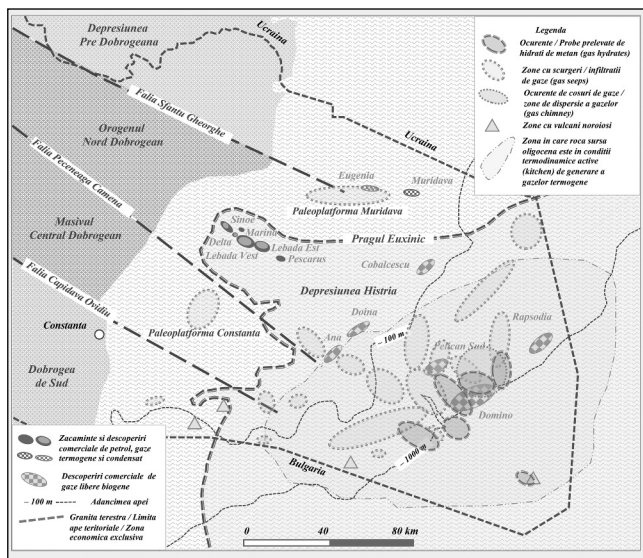 Depresiunea
Pre Dobrogeana
Ucraina
Falia Sfantu Gheorghe
Orogenul
Nord Dobrogean
Falia Peceneaga Camena
Masivul
Central Dobrogean
Falia Capidava Ovidiu
Constanta
Dobrogea
de Sud
Ucraina
Eugenia
Muridava
Paleoplatforma Muridava
Sinoe
Marina
Delta
Lebada Est
Lebada Vest
Pescarus
Pragul Euxinic
Cobalcescu
Depresiunea Histria
Paleoplatforma Constanta
Doina
Ana
–100 m
Rapsodia
Pelican Sud
Domino
–1000 m
Bulgaria
Legenda
Ocurente / Probe prelevate de
hidrati de metan (gas hydrates)
Zone cu scurgeri / infiltratii
de gaze (gas seeps)
Ocurente de cosuri de gaze /
zone de dispersie a gazelor
(gas chimney)
Zone cu vulcani noroiosi
Zona in care roca sursa
oligocena este in conditii
termodinamice active
(kitchen) de generare a
gazelor termogene
Zacaminte si descoperiri
comerciale de petrol, gaze
termogene si condensat
Descoperiri comerciale de
gaze libere biogene
–100 m Adancimea apei
Granita terestra / Limita
ape teritoriale / Zona
economica exclusiva
0 40 80 km